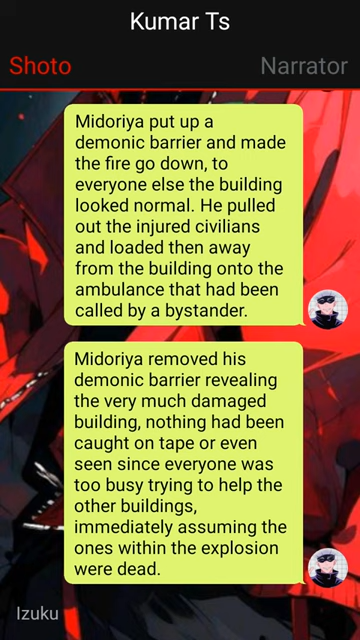 Kumar Ts
Shoto
Narrator
Midoriya put up a
demonic barrier and made
the fire go down, to
everyone else the building
looked normal. He pulled
out the injured civilians
and loaded then away
from the building onto the
ambulance that had been
called by a bystander.
Midoriya removed his
demonic barrier revealing
the very much damaged
building, nothing had been
caught on tape or even
seen since everyone was
too busy trying to help the
other buildings,
immediately assuming the
ones within the explosion
were dead.
Izuku